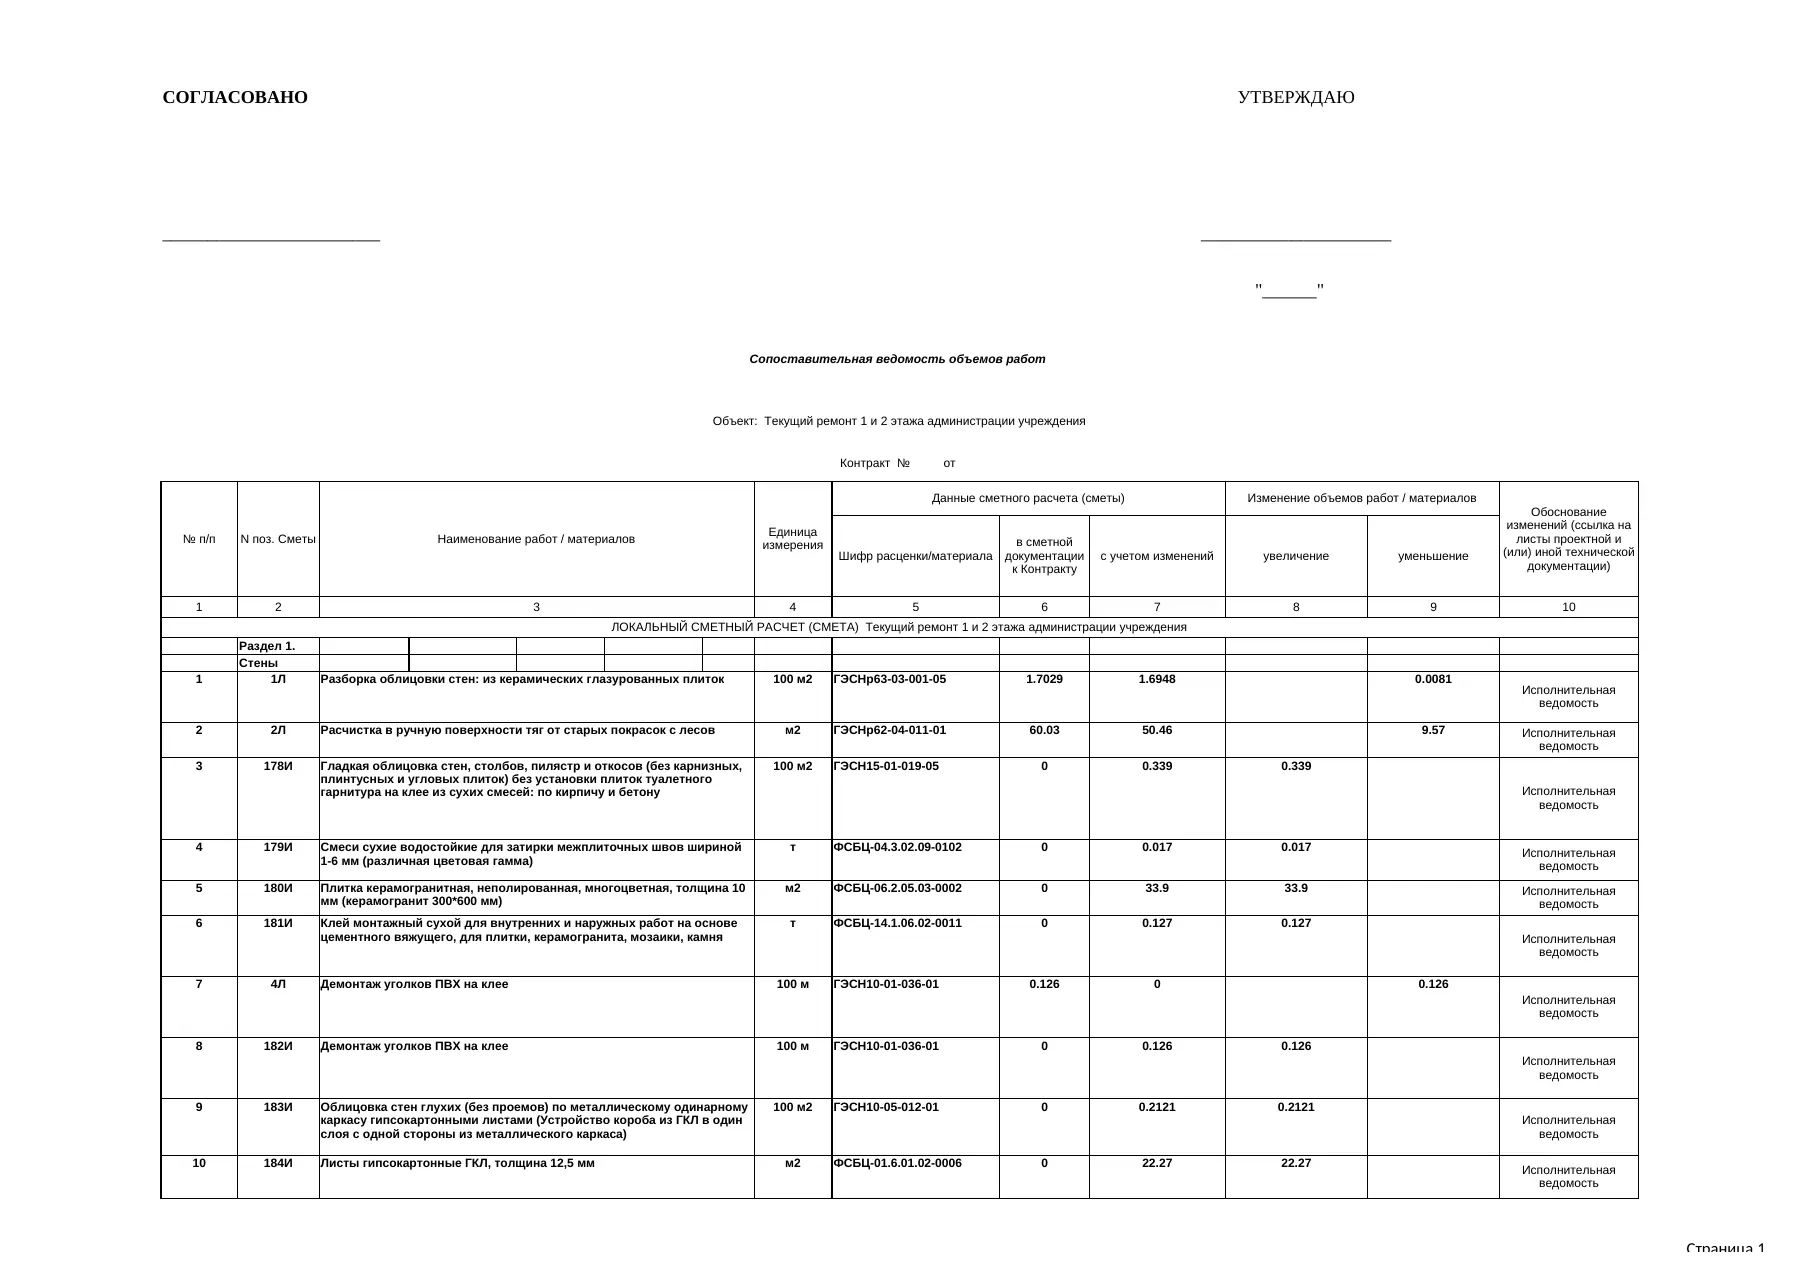 СОГЛАСОВАНО УТВЕРЖДАЮ
________________________ _____________________
"______"
Сопоставительная ведомость объемов работ
Объект: Текущий ремонт 1 и 2 этажа администрации учреждения
Контракт № от
№ п/п N поз. Сметы Наименование работ / материалов Единица измерения Данные сметного расчета (сметы) Изменение объемов работ / материалов Обоснование изменений (ссылка на листы проектной и (или) иной технической документации)
Шифр расценки/материала в сметной документации к Контракту с учетом изменений увеличение уменьшение
1 2 3 4 5 6 7 8 9 10
ЛОКАЛЬНЫЙ СМЕТНЫЙ РАСЧЕТ (СМЕТА) Текущий ремонт 1 и 2 этажа администрации учреждения
Раздел 1.
Стены
1 1Л Разборка облицовки стен: из керамических глазурованных плиток 100 м2 ГЭСНр63-03-001-05 1.7029 1.6948 0.0081 Исполнительная ведомость
2 2Л Расчистка в ручную поверхности тяг от старых покрасок с лесов м2 ГЭСНр62-04-011-01 60.03 50.46 9.57 Исполнительная ведомость
3 178И Гладкая облицовка стен, столбов, пилястр и откосов (без карнизных, плинтусных и угловых плиток) без установки плиток туалетного гарнитура на клее из сухих смесей: по кирпичу и бетону 100 м2 ГЭСН15-01-019-05 0 0.339 0.339 Исполнительная ведомость
4 179И Смеси сухие водостойкие для затирки межплиточных швов шириной 1-6 мм (различная цветовая гамма) т ФСБЦ-04.3.02.09-0102 0 0.017 0.017 Исполнительная ведомость
5 180И Плитка керамогранитная, неполированная, многоцветная, толщина 10 мм (керамогранит 300*600 мм) м2 ФСБЦ-06.2.05.03-0002 0 33.9 33.9 Исполнительная ведомость
6 181И Клей монтажный сухой для внутренних и наружных работ на основе цементного вяжущего, для плитки, керамогранита, мозаики, камня т ФСБЦ-14.1.06.02-0011 0 0.127 0.127 Исполнительная ведомость
7 4Л Демонтаж уголков ПВХ на клее 100 м ГЭСН10-01-036-01 0.126 0 0.126 Исполнительная ведомость
8 182И Демонтаж уголков ПВХ на клее 100 м ГЭСН10-01-036-01 0 0.126 0.126 Исполнительная ведомость
9 183И Облицовка стен глухих (без проемов) по металлическому одинарному каркасу гипсокартонными листами (Устройство короба из ГКЛ в один слоя с одной стороны из металлического каркаса) 100 м2 ГЭСН10-05-012-01 0 0.2121 0.2121 Исполнительная ведомость
10 184И Листы гипсокартонные ГКЛ, толщина 12,5 мм м2 ФСБЦ-01.6.01.02-0006 0 22.27 22.27 Исполнительная ведомость
Страница 1